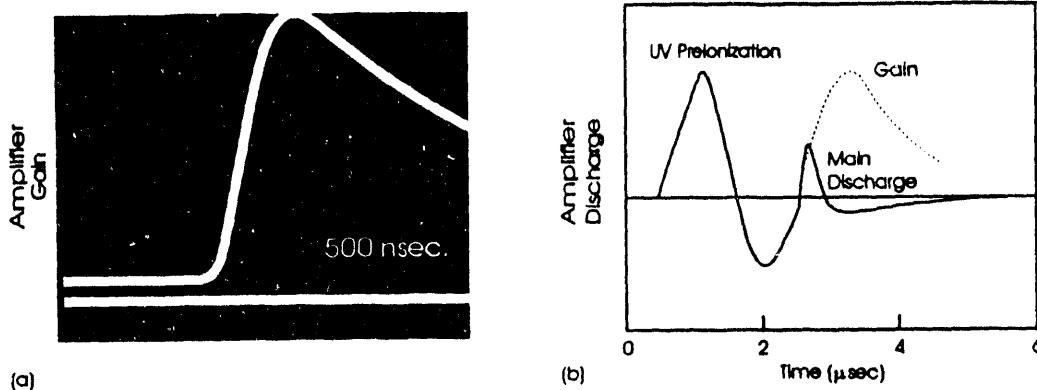 Amplifier
Gain
500 nsec.
(a)
UV Preionization
Gain
Main
Discharge
Amplifier
Discharge
0
2
4
6
Time (μsec)
(b)